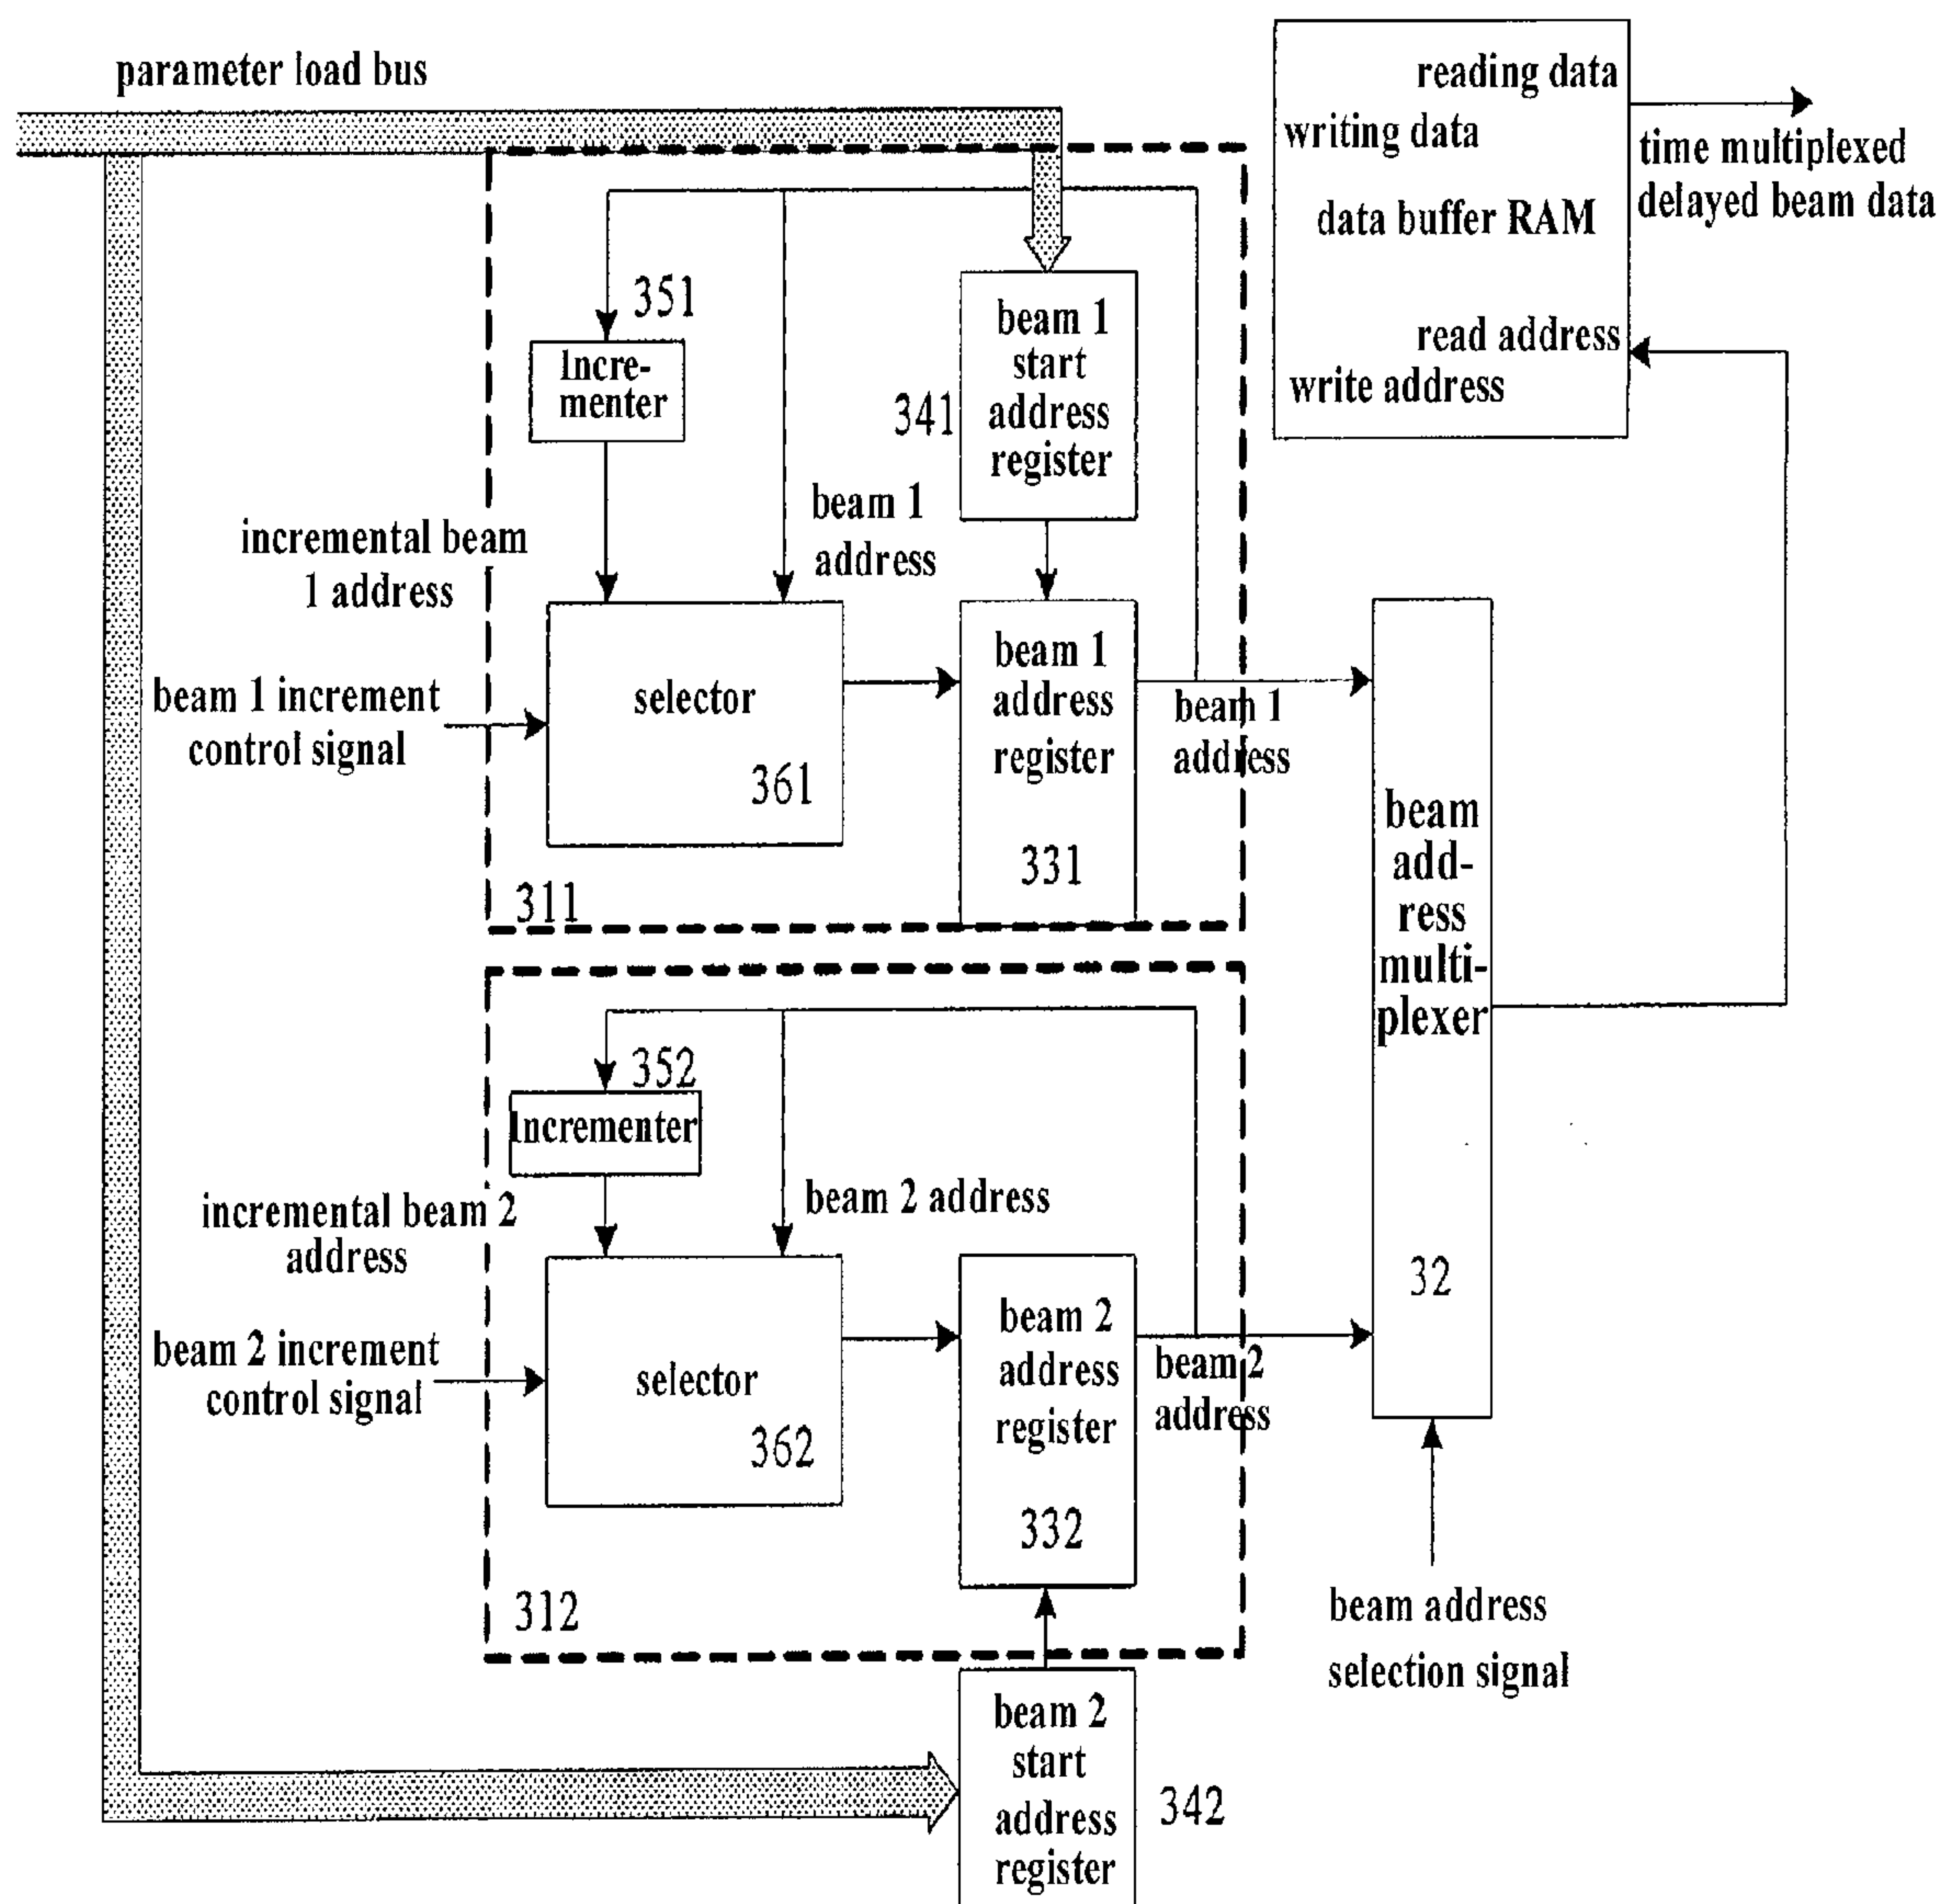 parameter load bus
reading data
writing data
data buffer RAM
read address
write address
time multiplexed
delayed beam data
351
Incre-
menter
341
beam 1
start
address
register
beam 1
address
incremental beam
1 address
beam 1 increment
control signal
selector
361
beam 1
address
register
331
beam 1
address
311
beam
add-
ress
multi-
plexer
32
352
Incrementer
incremental beam 2
address
beam 2 address
beam 2 increment
control signal
selector
362
beam 2
address
register
332
beam 2
address
312
beam address
selection signal
beam 2
start
address
register
342